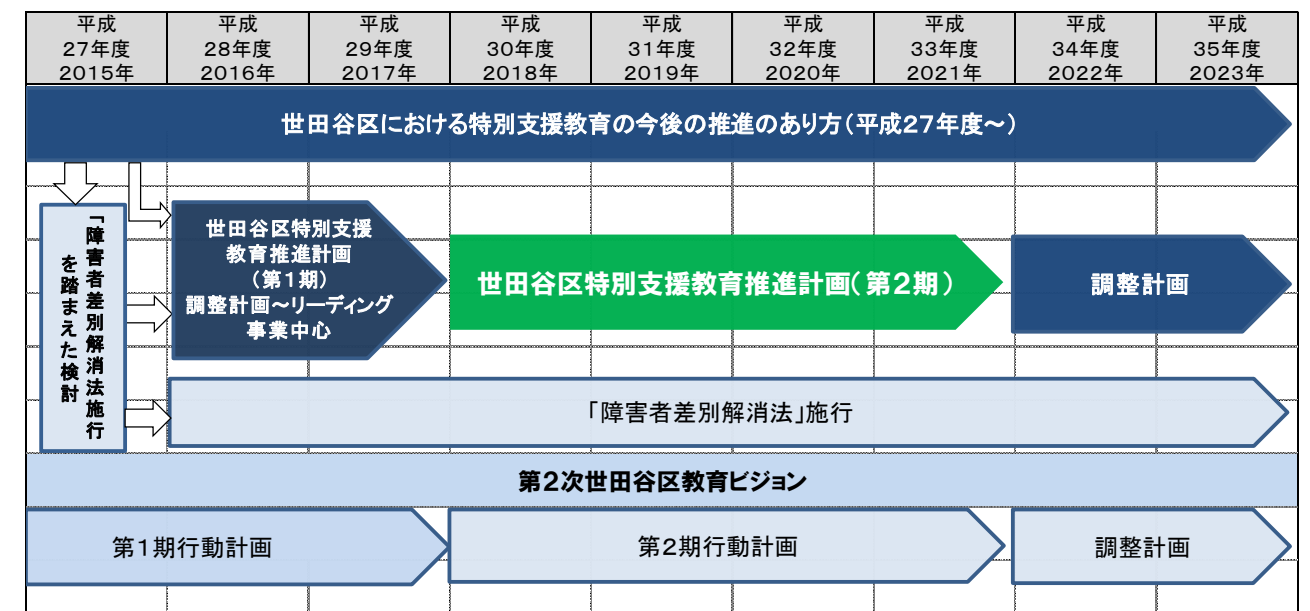 平成
27年度
2015年
平成
28年度
2016年
平成
29年度
2017年
平成
30年度
2018年
平成
31年度
2019年
平成
32年度
2020年
平成
33年度
2021年
平成
34年度
2022年
平成
35年度
2023年
世田谷区における特別支援教育の今後の推進のあり方(平成27年度～)
「障害者差別解消法施行
を踏まえた検討
世田谷区特別支援
教育推進計画
(第1期)
調整計画～リーディング
事業中心
世田谷区特別支援教育推進計画(第2期)
調整計画
「障害者差別解消法」施行
第2次世田谷区教育ビジョン
第1期行動計画
第2期行動計画
調整計画